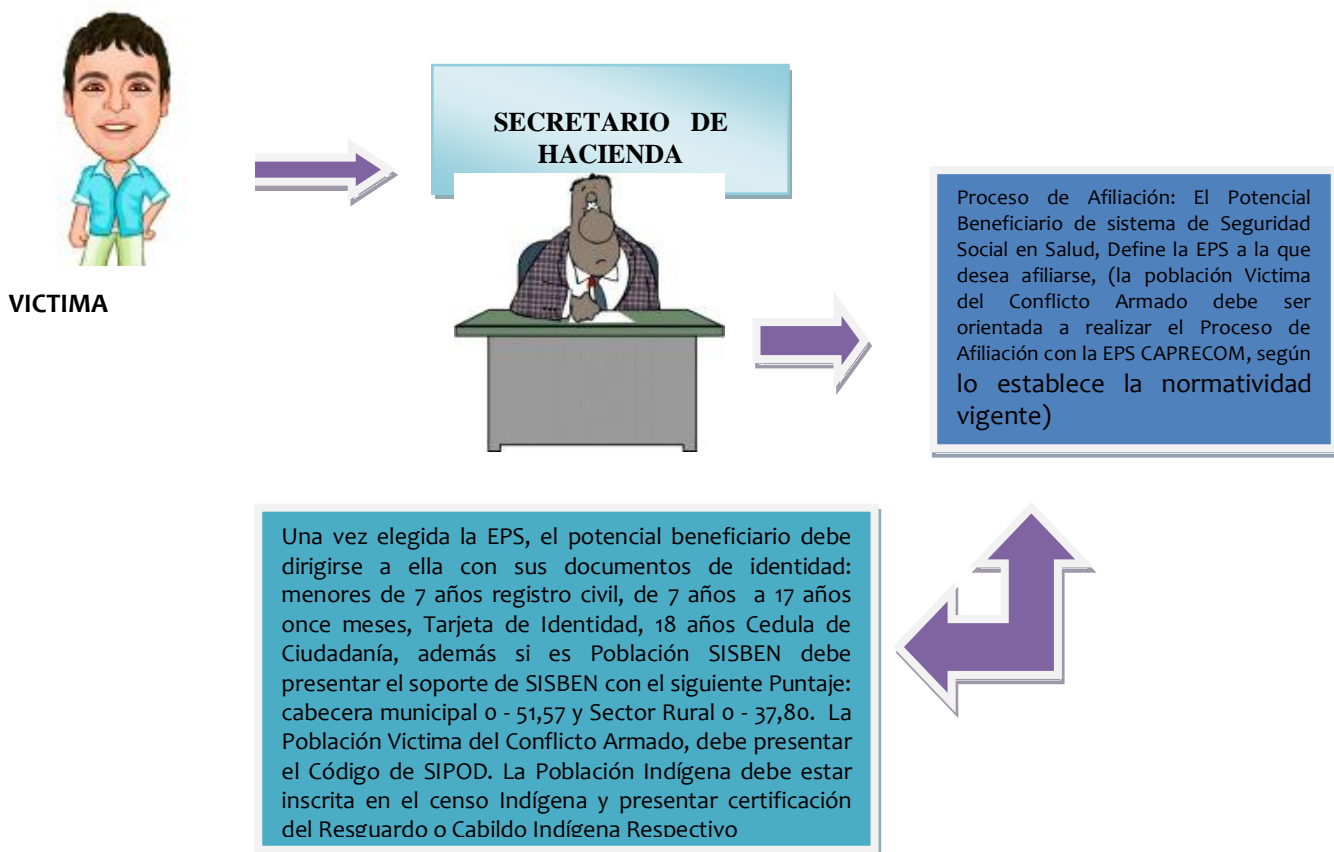 SECRETARIO DE
HACIENDA
VICTIMA
Proceso de Afiliación: El Potencial
Beneficiario de sistema de Seguridad
Social en Salud, Define la EPS a la que
desea afiliarse, (la población Victima
del Conflicto Armado debe ser
orientada a realizar el Proceso de
Afiliación con la EPS CAPRECOM, según
lo establece la normatividad
vigente)
Una vez elegida la EPS, el potencial beneficiario debe
dirigirse a ella con sus documentos de identidad:
menores de 7 años registro civil, de 7 años a 17 años
once meses, Tarjeta de Identidad, 18 años Cedula de
Ciudadanía, además si es Población SISBEN debe
presentar el soporte de SISBEN con el siguiente Puntaje:
cabecera municipal 0 - 51,57 y Sector Rural 0 - 37,80. La
Población Victima del Conflicto Armado, debe presentar
el Código de SIPOD. La Población Indígena debe estar
inscrita en el censo Indígena y presentar certificación
del Resguardo o Cabildo Indígena Respectivo